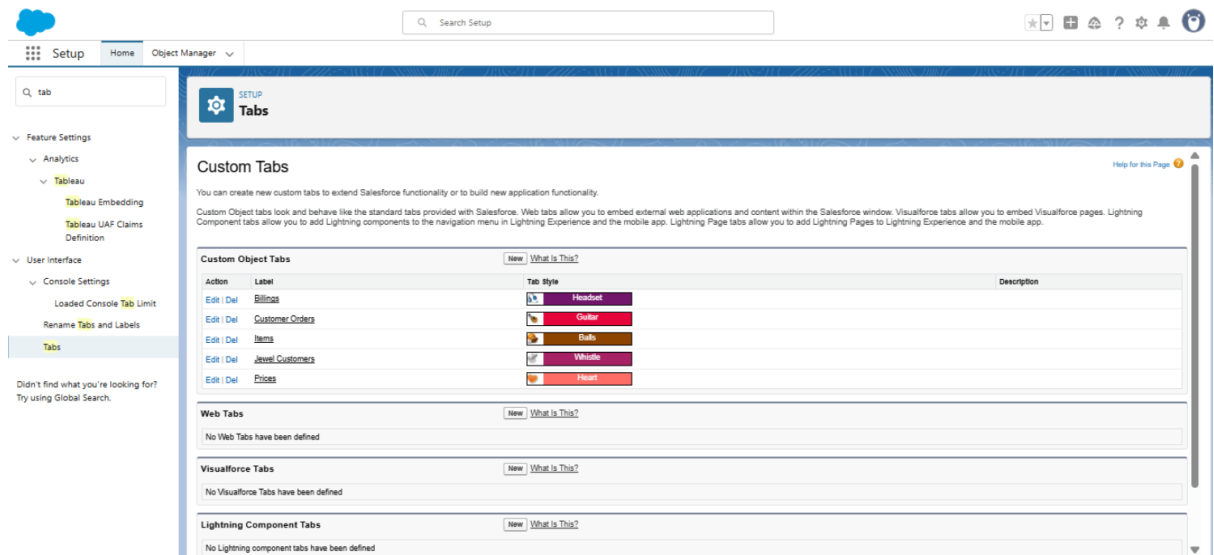 Search Setup
Setup Home Object Manager
tab
SETUP
Tabs
Feature Settings
Analytics
Tableau
Tableau Embedding
Tableau UAF Claims
Definition
User Interface
Console Settings
Loaded Console Tab Limit
Rename Tabs and Labels
Tabs
Didn't find what you're looking for?
Try using Global Search.
Custom Tabs
Help for this Page
You can create new custom tabs to extend Salesforce functionality or to build new application functionality.
Custom Object tabs look and behave like the standard tabs provided with Salesforce. Web tabs allow you to embed external web applications and content within the Salesforce window. Visualforce tabs allow you to embed Visualforce pages. Lightning
Component tabs allow you to add Lightning components to the navigation menu in Lightning Experience and the mobile app. Lightning Page tabs allow you to add Lightning Pages to Lightning Experience and the mobile app.
Custom Object Tabs New What Is This?
Action Label Tab Style Description
Edit | Del Billings Headset
Edit | Del Customer Orders Guitar
Edit | Del Items Balls
Edit | Del Jewel Customers Whistle
Edit | Del Prices Heart
Web Tabs New What Is This?
No Web Tabs have been defined
Visualforce Tabs New What Is This?
No Visualforce Tabs have been defined
Lightning Component Tabs New What Is This?
No Lightning component tabs have been defined